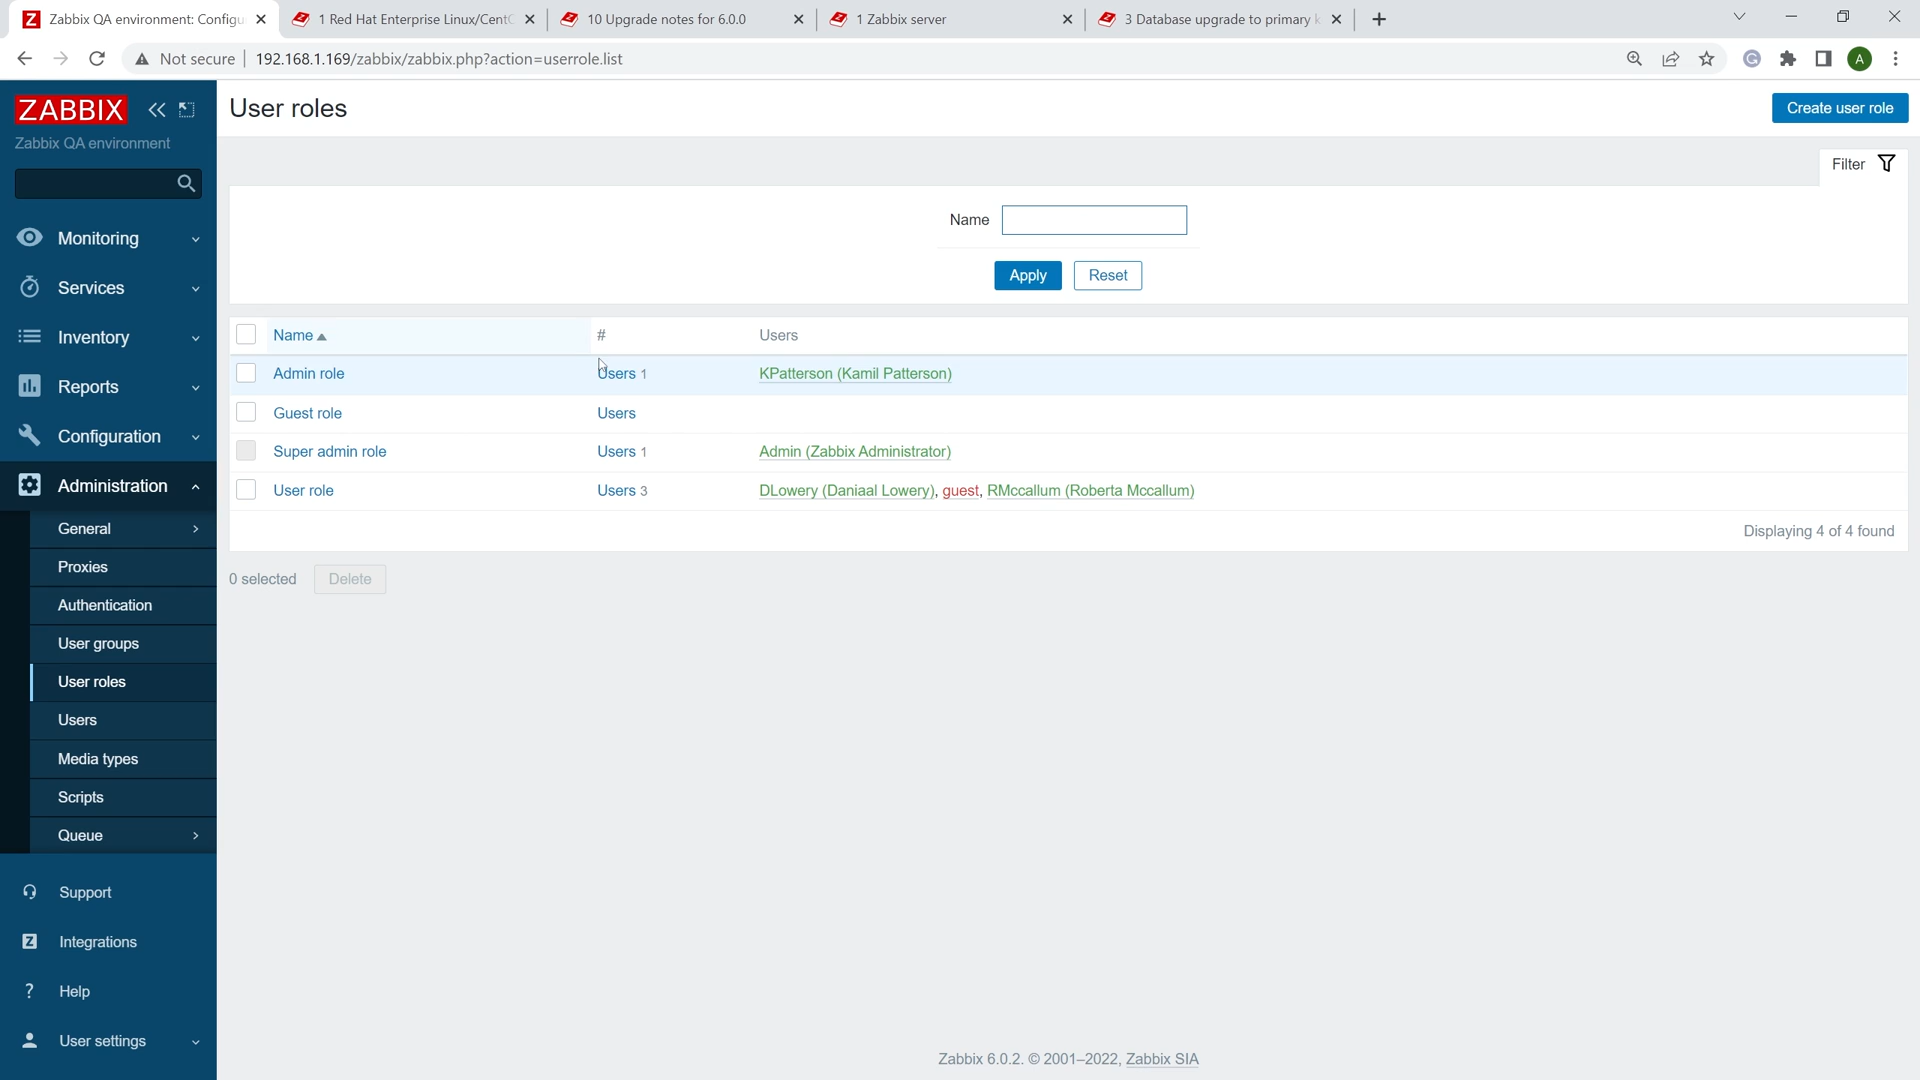 Zabbix QA environment: Configu
1 Red Hat Enterprise Linux/CentO
10 Upgrade notes for 6.0.0
1 Zabbix server
3 Database upgrade to primary k
Not secure
192.168.1.169/zabbix/zabbix.php?action=userrole.list
A
ZABBIX
Zabbix QA environment
Monitoring
Services
Inventory
Reports
Configuration
Administration
General
Proxies
Authentication
User groups
User roles
Users
Media types
Scripts
Queue
Support
Integrations
Help
User settings
User roles
Create user role
Filter
Name
Apply Reset
Name # Users
Admin role Users 1 KPatterson (Kamil Patterson)
Guest role Users
Super admin role Users 1 Admin (Zabbix Administrator)
User role Users 3 DLowery (Daniaal Lowery), guest, RMccallum (Roberta Mccallum)
Displaying 4 of 4 found
0 selected Delete
Zabbix 6.0.2. © 2001–2022, Zabbix SIA